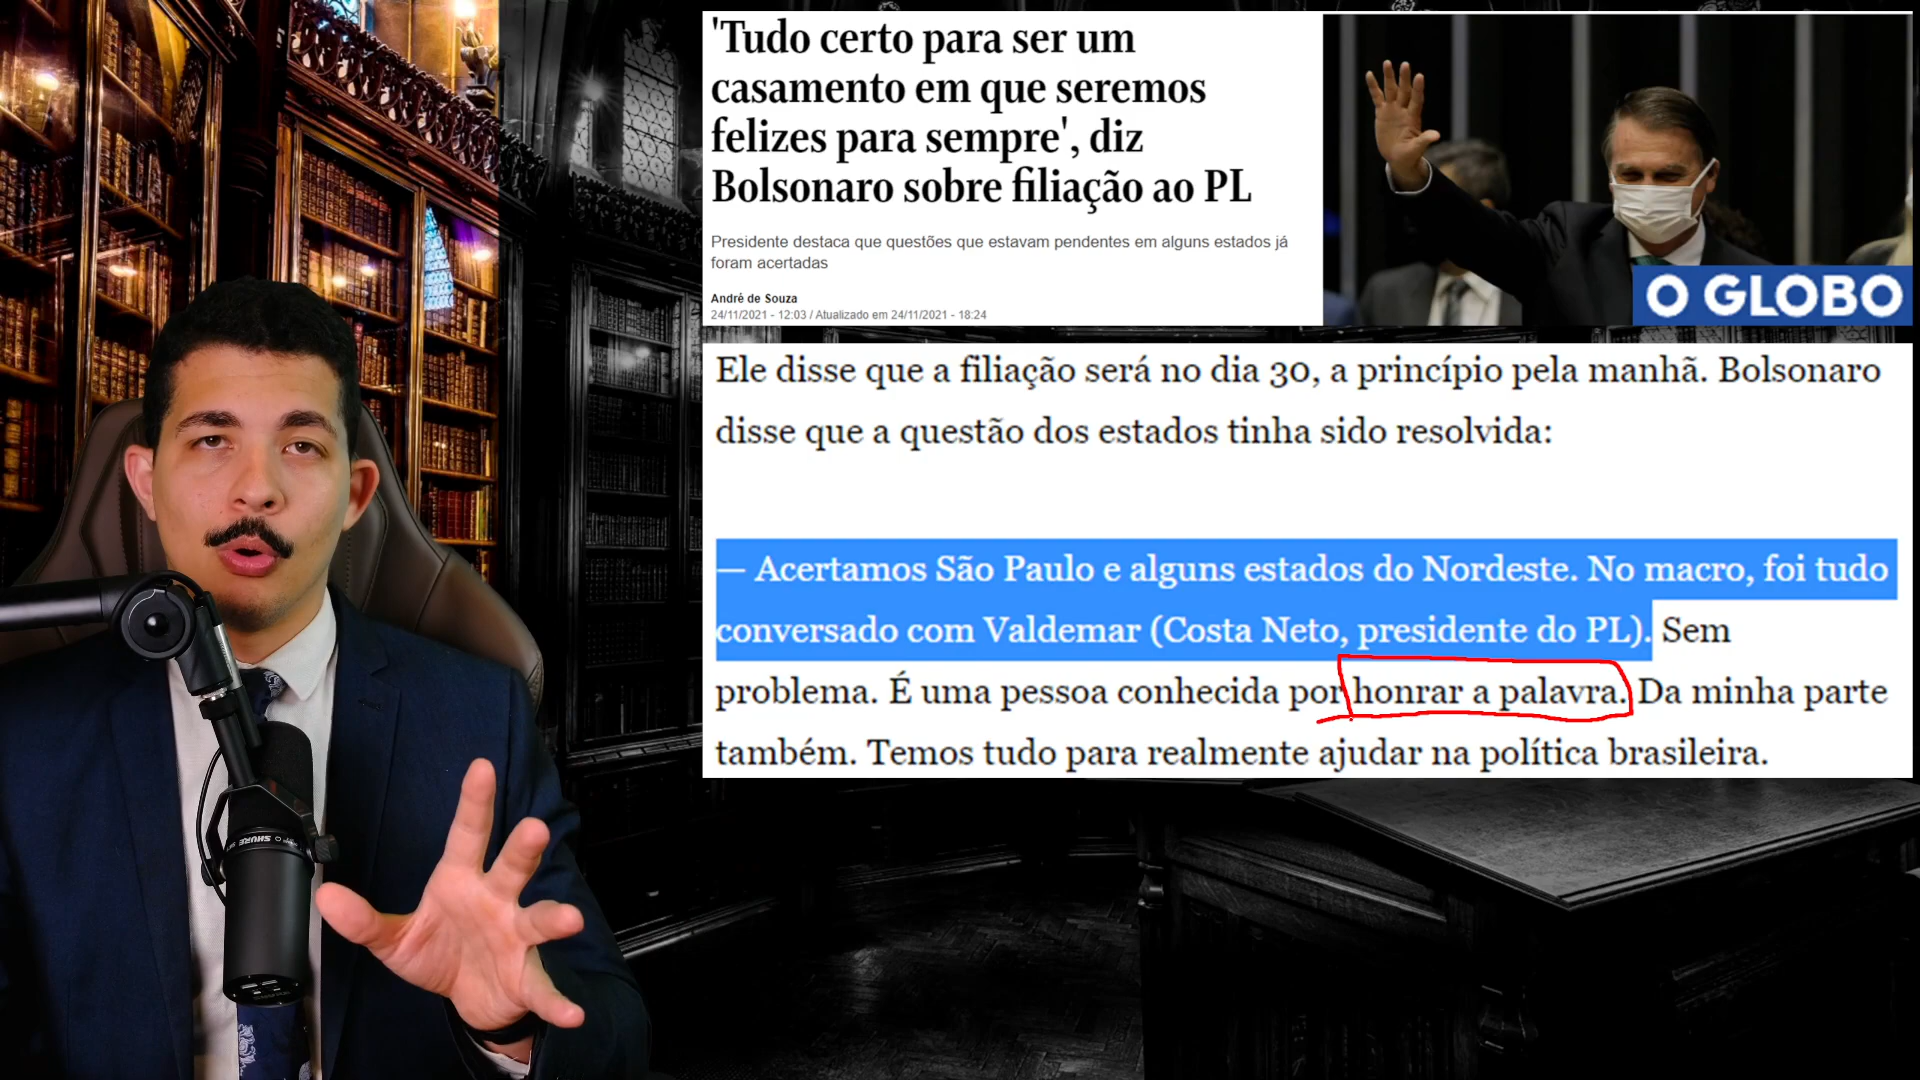 'Tudo certo para ser um
casamento em que seremos
felizes para sempre', diz
Bolsonaro sobre filiação ao PL
Presidente destaca que questões que estavam pendentes em alguns estados já
foram acertadas
André de Souza
24/11/2021 - 12:03 / Atualizado em 24/11/2021 - 18:24
O GLOBO
Ele disse que a filiação será no dia 30, a princípio pela manhã. Bolsonaro
disse que a questão dos estados tinha sido resolvida:
— Acertamos São Paulo e alguns estados do Nordeste. No macro, foi tudo
conversado com Valdemar (Costa Neto, presidente do PL). Sem
problema. É uma pessoa conhecida por honrar a palavra. Da minha parte
também. Temos tudo para realmente ajudar na política brasileira.
SHURE